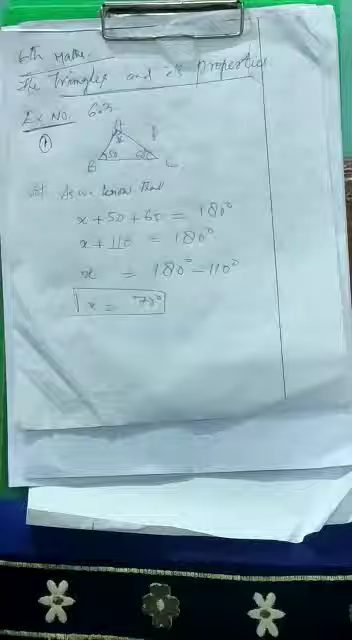 6th Maths.
The Triangles and its Properties
Ex NO. 6.3
①
A
x
B 50 60 C
As we know that
x + 50 + 60 = 180°
x + 110 = 180°
x = 180° - 110°
x = 70°